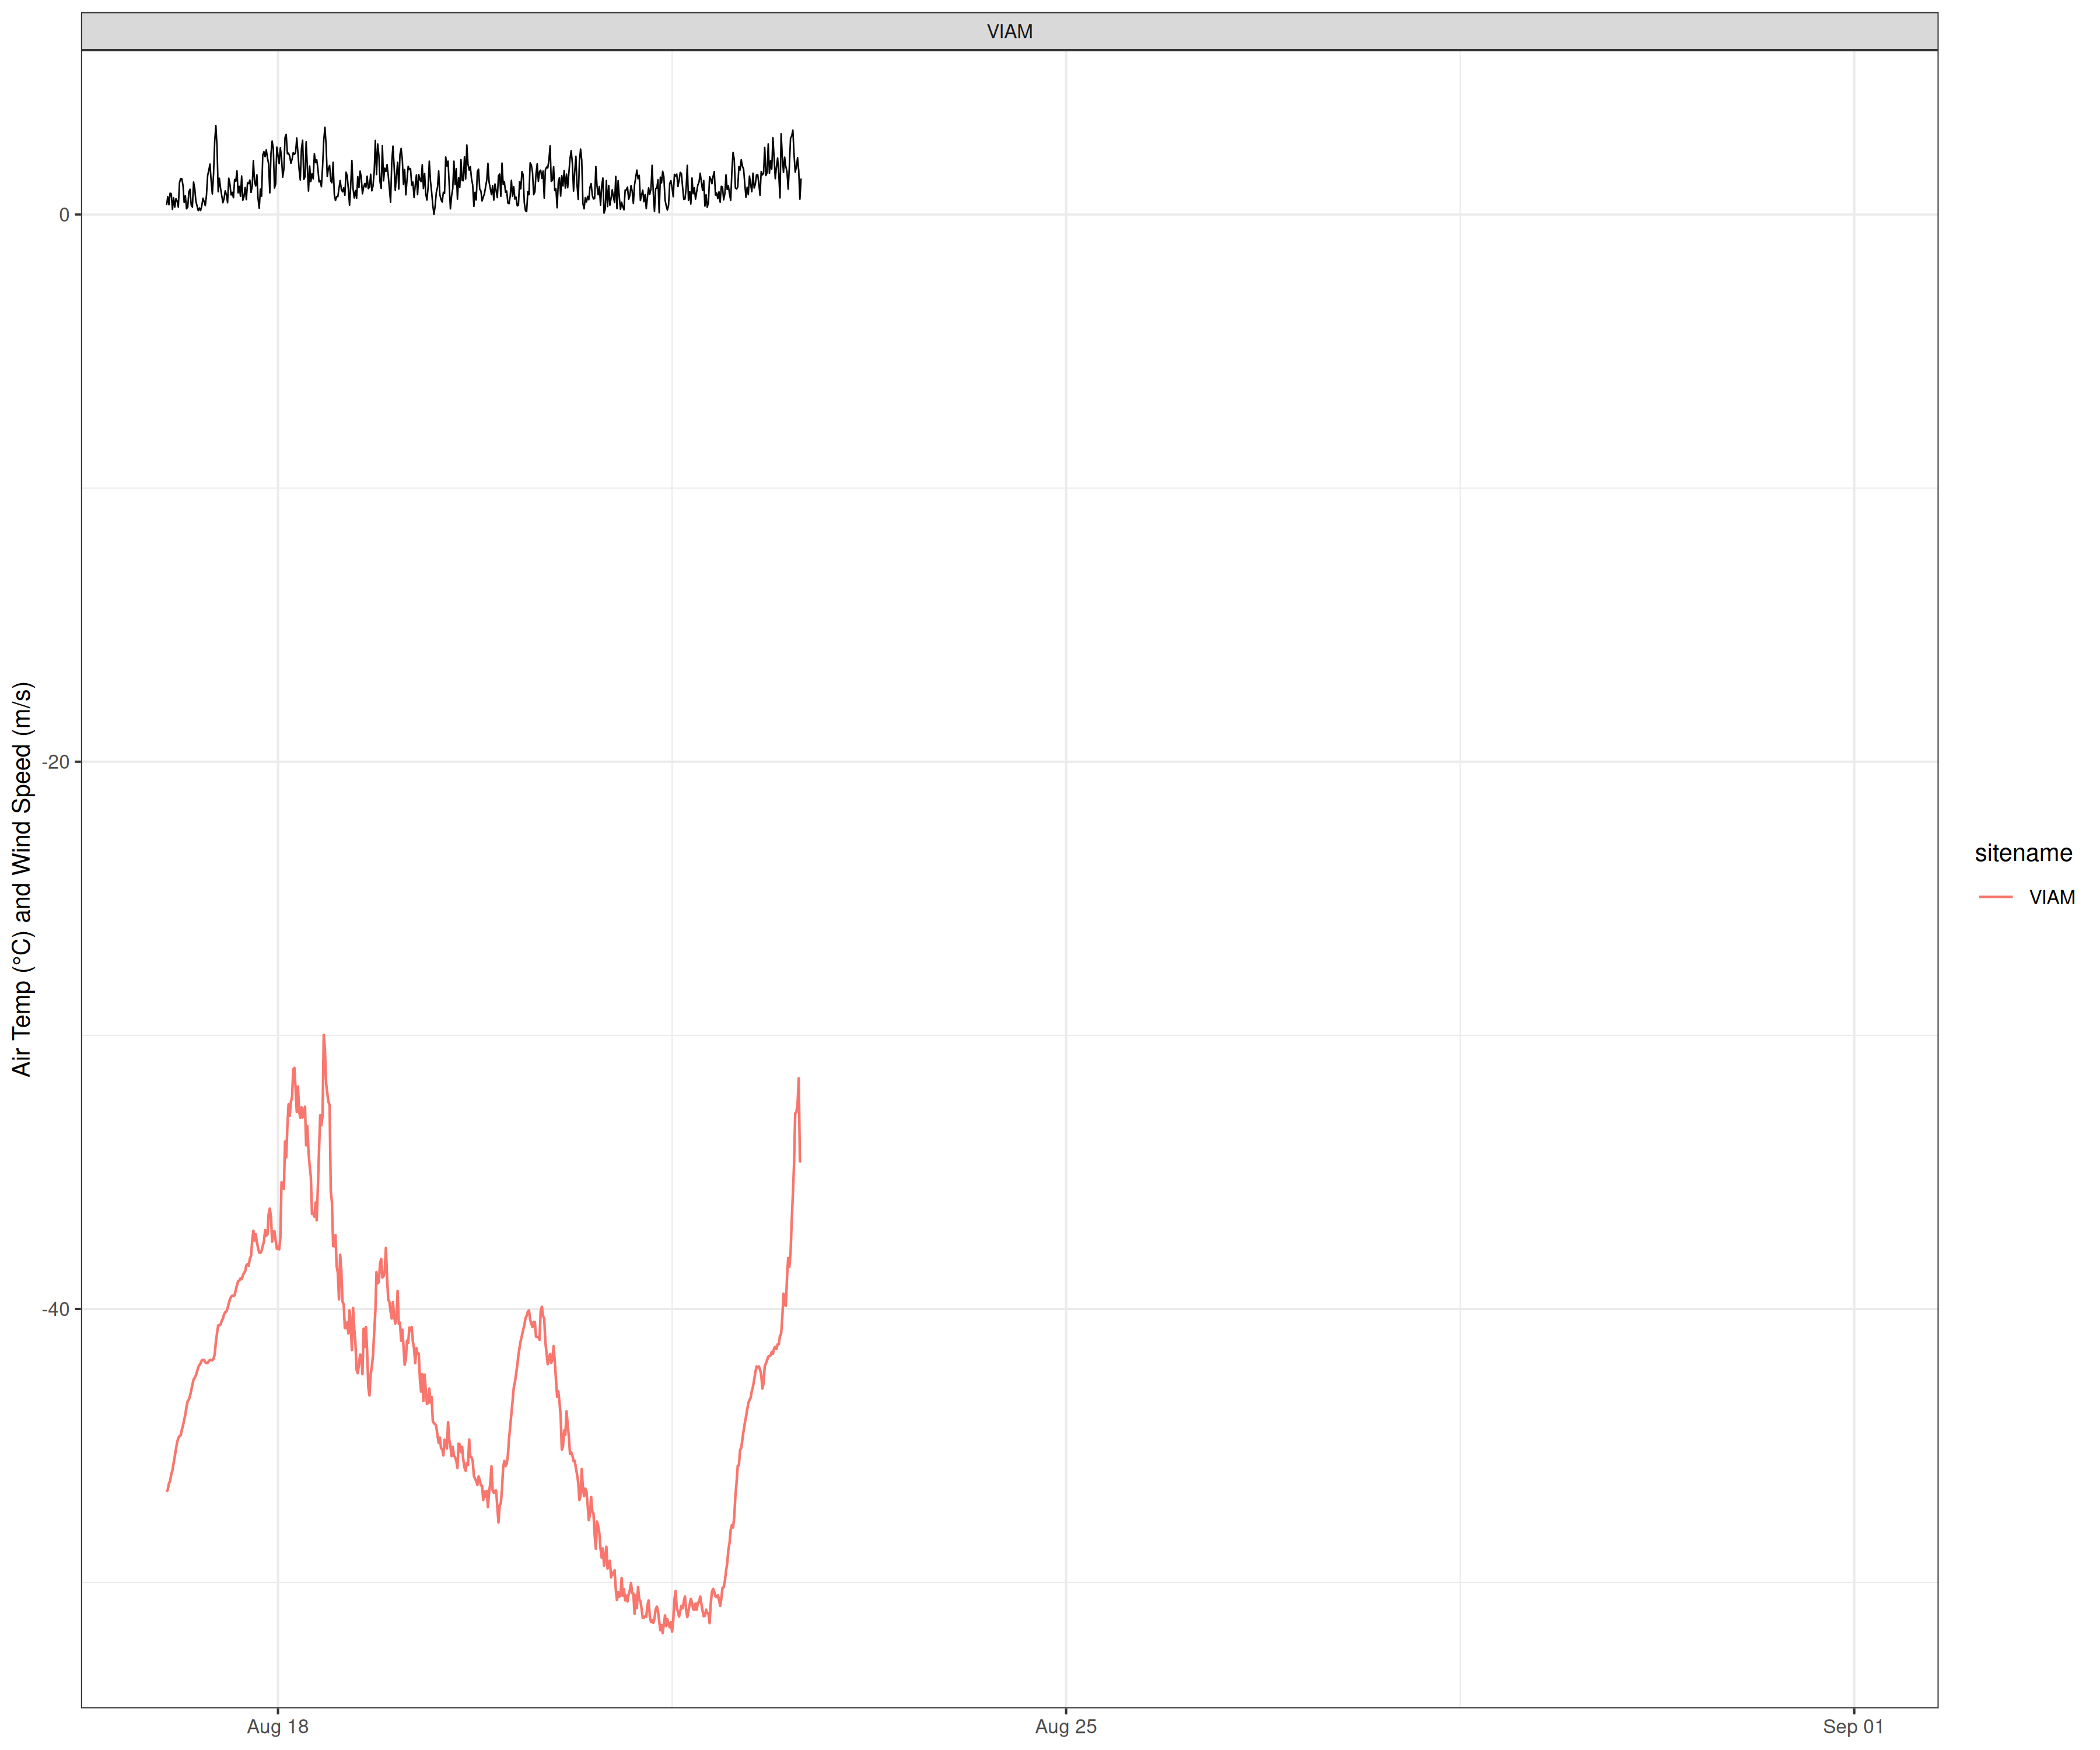 VIAM
0
-20
-40
Air Temp (°C) and Wind Speed (m/s)
Aug 18
Aug 25
Sep 01
sitename
VIAM